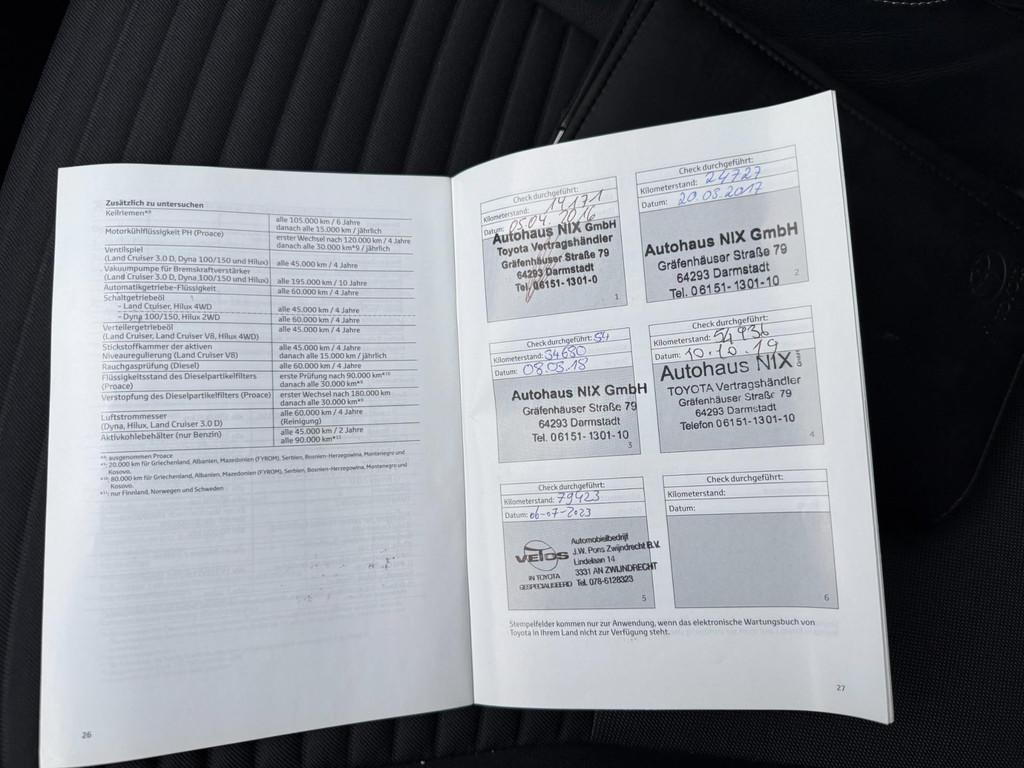 Zusätzlich zu untersuchen
Keilriemen*⁸ alle 105.000 km / 6 Jahre
danach alle 15.000 km / jährlich
Motorkühlflüssigkeit PH (Proace) erster Wechsel nach 120.000 km / 4 Jahre
danach alle 30.000 km*⁹ / jährlich
Ventilspiel
(Land Cruiser 3.0 D, Dyna 100/150 und Hilux) alle 45.000 km / 4 Jahre
Vakuumpumpe für Bremskraftverstärker
(Land Cruiser 3.0 D, Dyna 100/150 und Hilux) alle 195.000 km / 10 Jahre
Automatikgetriebe-Flüssigkeit alle 60.000 km / 4 Jahre
Schaltgetriebeöl
– Land Cruiser, Hilux 4WD alle 45.000 km / 4 Jahre
– Dyna 100/150, Hilux 2WD alle 60.000 km / 4 Jahre
Verteilergetriebeöl
(Land Cruiser, Land Cruiser V8, Hilux 4WD) alle 45.000 km / 4 Jahre
Stickstoffkammer der aktiven
Niveauregulierung (Land Cruiser V8) alle 45.000 km / 4 Jahre
danach alle 15.000 km / jährlich
Rauchgasprüfung (Diesel) alle 60.000 km / 4 Jahre
Flüssigkeitsstand des Dieselpartikelfilters
(Proace) erste Prüfung nach 90.000 km*¹⁰
danach alle 30.000 km*⁹
Verstopfung des Dieselpartikelfilters (Proace) erster Wechsel nach 180.000 km
danach alle 30.000 km*⁹
Luftstrommesser
(Dyna, Hilux, Land Cruiser 3.0 D) alle 60.000 km / 4 Jahre
(Reinigung)
Aktivkohlebehälter (nur Benzin) alle 45.000 km / 2 Jahre
alle 90.000 km*¹¹
*⁸: ausgenommen Proace
*⁹: 20.000 km für Griechenland, Albanien, Mazedonien (FYROM), Serbien, Bosnien-Herzegowina, Montenegro und
Kosovo.
*¹⁰: 80.000 km für Griechenland, Albanien, Mazedonien (FYROM), Serbien, Bosnien-Herzegowina, Montenegro und
Kosovo.
*¹¹: nur Finnland, Norwegen und Schweden
26
Check durchgeführt:
Kilometerstand: 14171
Datum: 05.04.2016
Autohaus NIX GmbH
Toyota Vertragshändler
Gräfenhäuser Straße 79
64293 Darmstadt
Tel. 06151-1301-0
1
Check durchgeführt:
Kilometerstand: 24727
Datum: 20.03.2017
Autohaus NIX GmbH
Gräfenhäuser Straße 79
64293 Darmstadt
Tel. 06151-1301-10
2
Check durchgeführt: 54
Kilometerstand: 34680
Datum: 08.05.18
Autohaus NIX GmbH
Gräfenhäuser Straße 79
64293 Darmstadt
Tel. 06151-1301-10
3
Check durchgeführt:
Kilometerstand: 54936
Datum: 10.10.19
Autohaus NIX GmbH
TOYOTA Vertragshändler
Gräfenhäuser Straße 79
64293 Darmstadt
Telefon 06151-1301-10
4
Check durchgeführt:
Kilometerstand: 79423
Datum: 06-07-2023
VETOS
IN TOYOTA
GESPECIALISEERD
Automobielbedrijf
J.W. Pons Zwijndrecht B.V.
Lindelaan 14
3331 AN ZWIJNDRECHT
Tel. 078-6128323
5
Check durchgeführt:
Kilometerstand:
Datum:
6
Stempelfelder kommen nur zur Anwendung, wenn das elektronische Wartungsbuch von
Toyota in Ihrem Land nicht zur Verfügung steht.
27